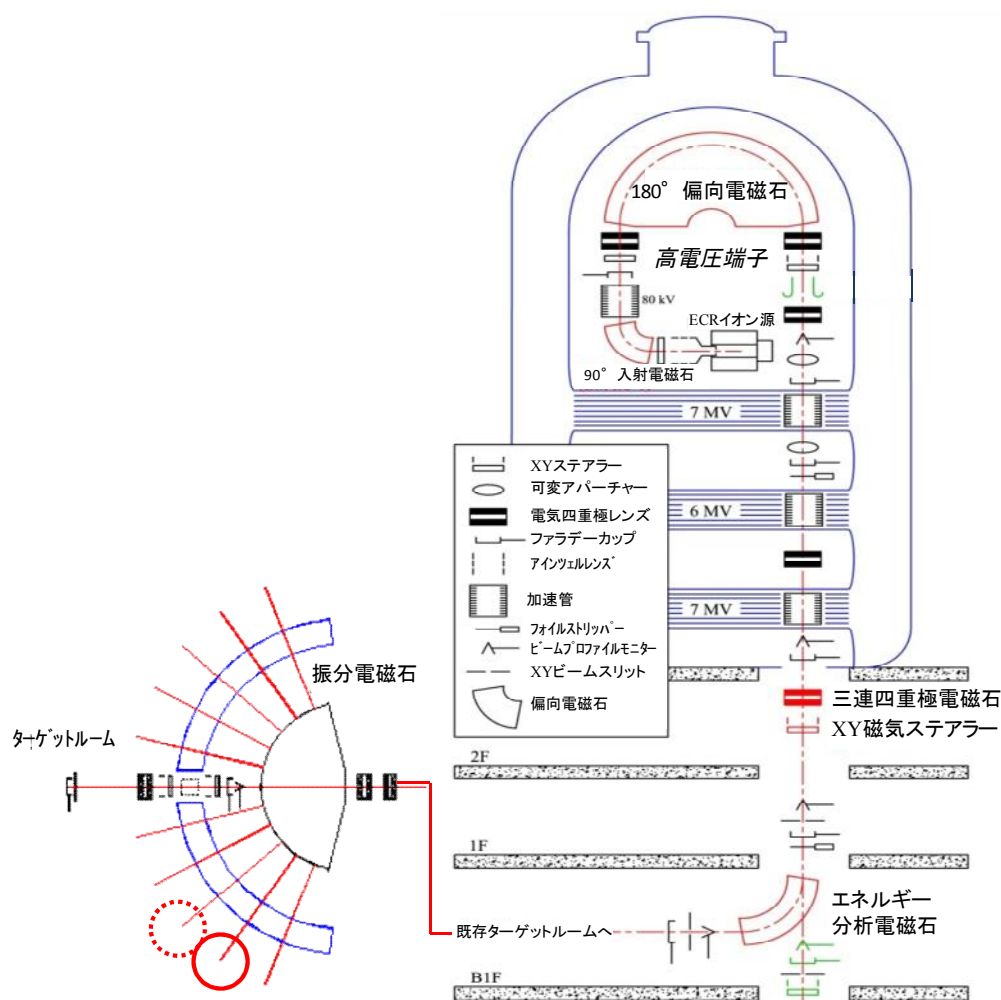 180° 偏向電磁石
高電圧端子
80 kV
ECRイオン源
90° 入射電磁石
7 MV
XYステアラー
可変アパーチャー
電気四重極レンズ
ファラデーカップ
アインツェルレンズ
加速管
フォイルストリッパー
ビームプロファイルモニター
XYビームスリット
偏向電磁石
6 MV
7 MV
振分電磁石
ターゲットルーム
三連四重極電磁石
XY磁気ステアラー
2F
1F
エネルギー
分析電磁石
既存ターゲットルームへ
B1F